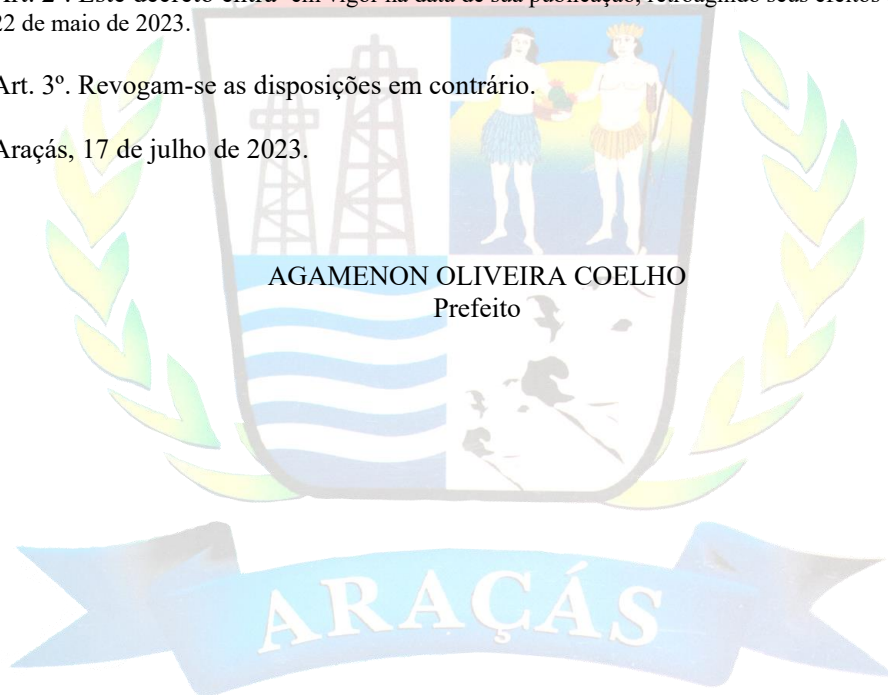 Art. 2º. Este decreto entra em vigor na data de sua publicação, retroagindo seus efeitos
22 de maio de 2023.
Art. 3º. Revogam-se as disposições em contrário.
Araçás, 17 de julho de 2023.
AGAMENON OLIVEIRA COELHO
Prefeito
ARAÇÁS